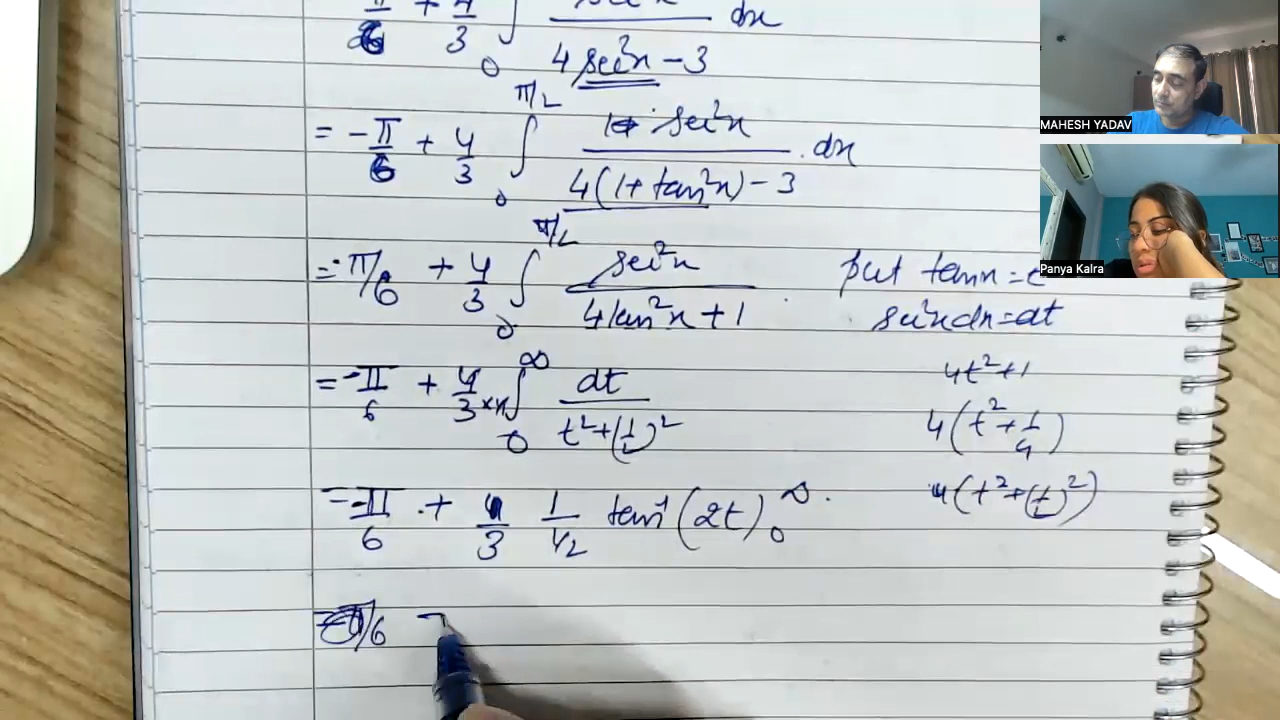 π/6 + 4/3 ∫₀ sec²x / (4 sec²x − 3) dx
= −π/6 + 4/3 ∫₀^(π/2) sec²x / (4(1+tan²x) − 3) . dx
= −π/6 + 4/3 ∫₀^(π/2) sec²x / (4tan²x + 1)
put tanx = t
sec²x dx = dt
= −π/6 + 4/(3×4) ∫₀^∞ dt / (t² + (1/2)²)
4t²+1
4(t² + 1/4)
4(t² + (1/2)²)
= −π/6 + 1/3 1/(1/2) tan⁻¹(2t)₀^∞
π/6
MAHESH YADAV
Panya Kalra